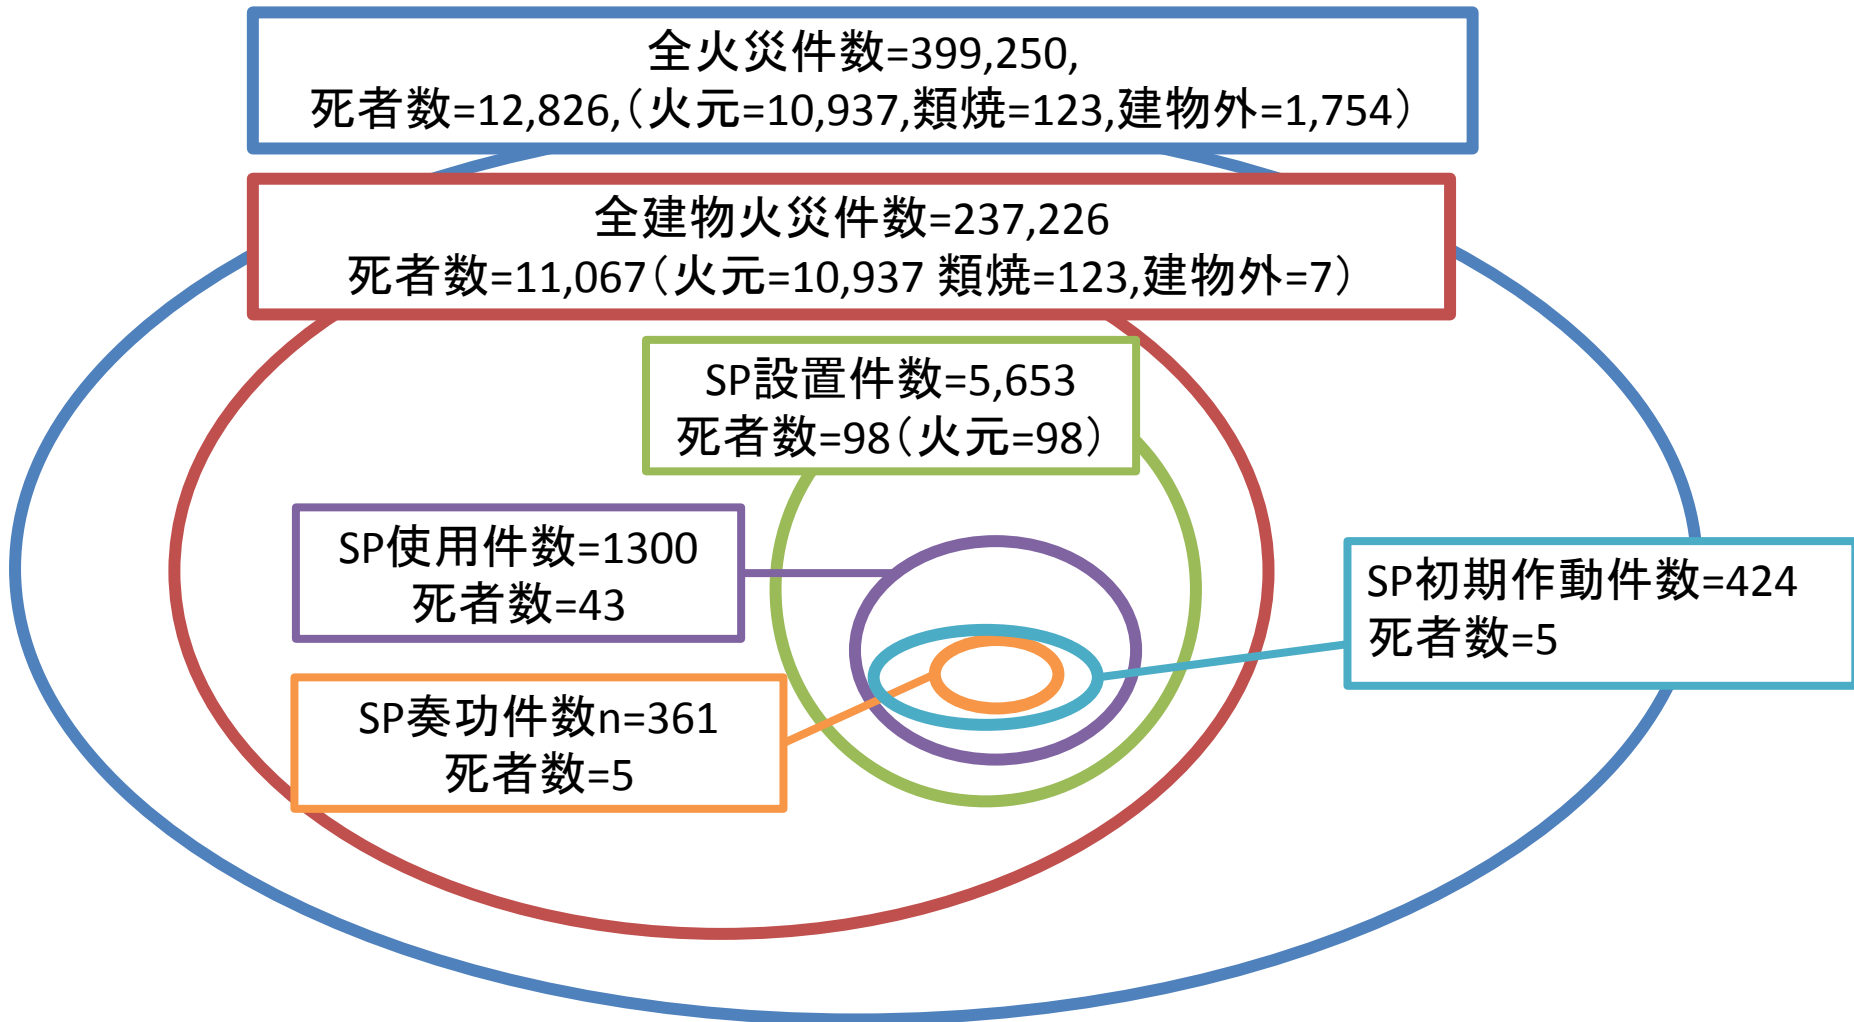 全火災件数=399,250,
死者数=12,826,（火元=10,937,類焼=123,建物外=1,754）
全建物火災件数=237,226
死者数=11,067（火元=10,937 類焼=123,建物外=7）
SP設置件数=5,653
死者数=98（火元=98）
SP使用件数=1300
死者数=43
SP初期作動件数=424
死者数=5
SP奏功件数n=361
死者数=5